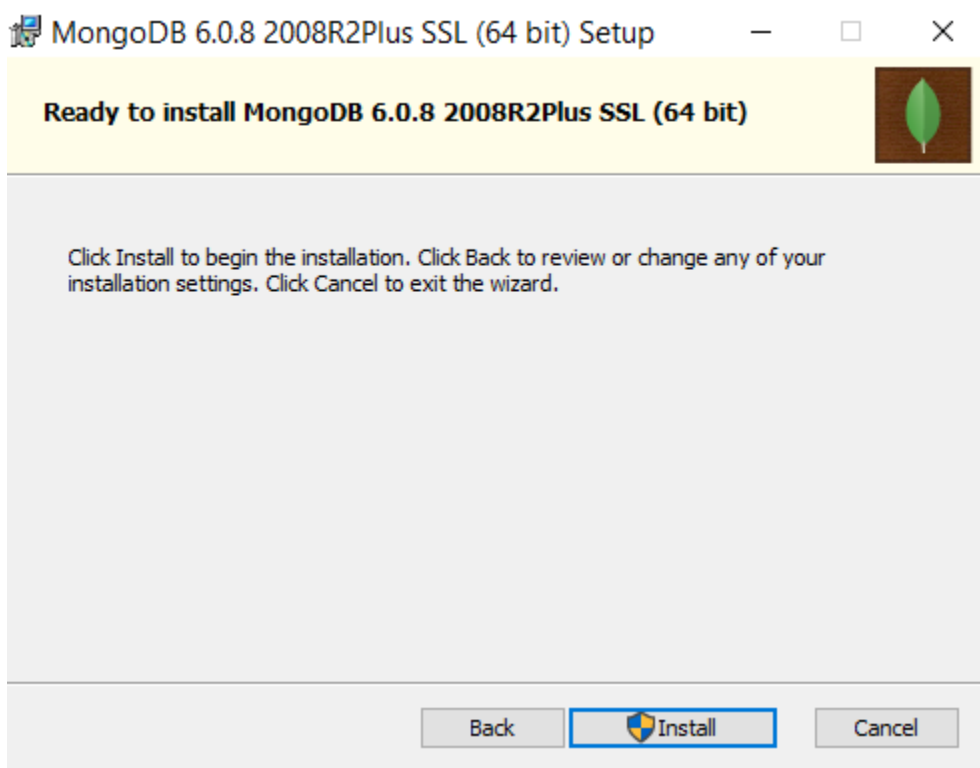 MongoDB 6.0.8 2008R2Plus SSL (64 bit) Setup
Ready to install MongoDB 6.0.8 2008R2Plus SSL (64 bit)
Click Install to begin the installation. Click Back to review or change any of your
installation settings. Click Cancel to exit the wizard.
Back Install Cancel